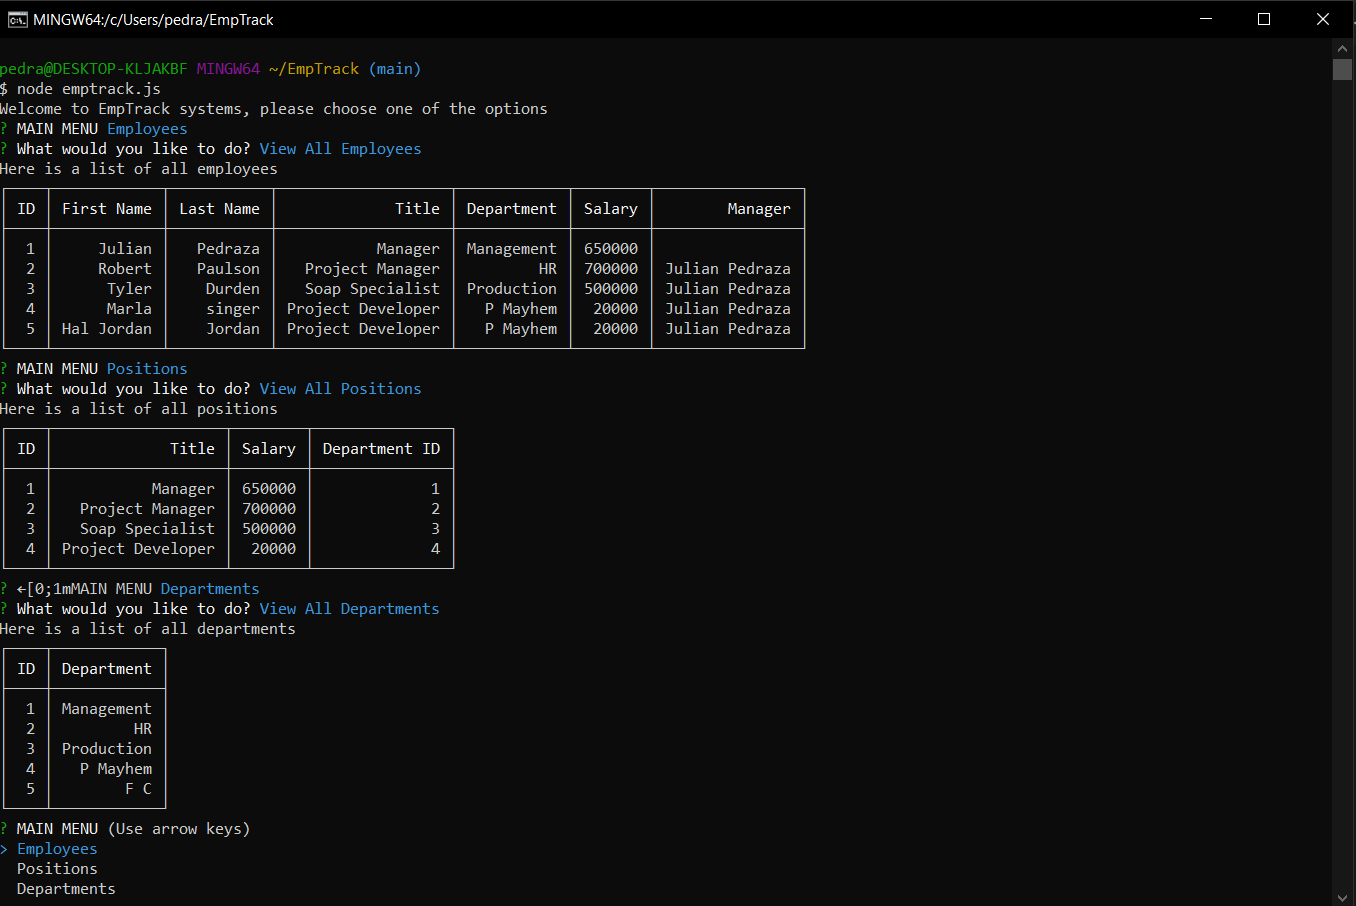 MINGW64:/c/Users/pedra/EmpTrack
pedra@DESKTOP-KLJAKBF MINGW64 ~/EmpTrack (main)
$ node emptrack.js
Welcome to EmpTrack systems, please choose one of the options
? MAIN MENU Employees
? What would you like to do? View All Employees
Here is a list of all employees
ID First Name Last Name Title Department Salary Manager
1 Julian Pedraza Manager Management 650000
2 Robert Paulson Project Manager HR 700000 Julian Pedraza
3 Tyler Durden Soap Specialist Production 500000 Julian Pedraza
4 Marla singer Project Developer P Mayhem 20000 Julian Pedraza
5 Hal Jordan Jordan Project Developer P Mayhem 20000 Julian Pedraza
? MAIN MENU Positions
? What would you like to do? View All Positions
Here is a list of all positions
ID Title Salary Department ID
1 Manager 650000 1
2 Project Manager 700000 2
3 Soap Specialist 500000 3
4 Project Developer 20000 4
? ←[0;1mMAIN MENU Departments
? What would you like to do? View All Departments
Here is a list of all departments
ID Department
1 Management
2 HR
3 Production
4 P Mayhem
5 F C
? MAIN MENU (Use arrow keys)
> Employees
Positions
Departments